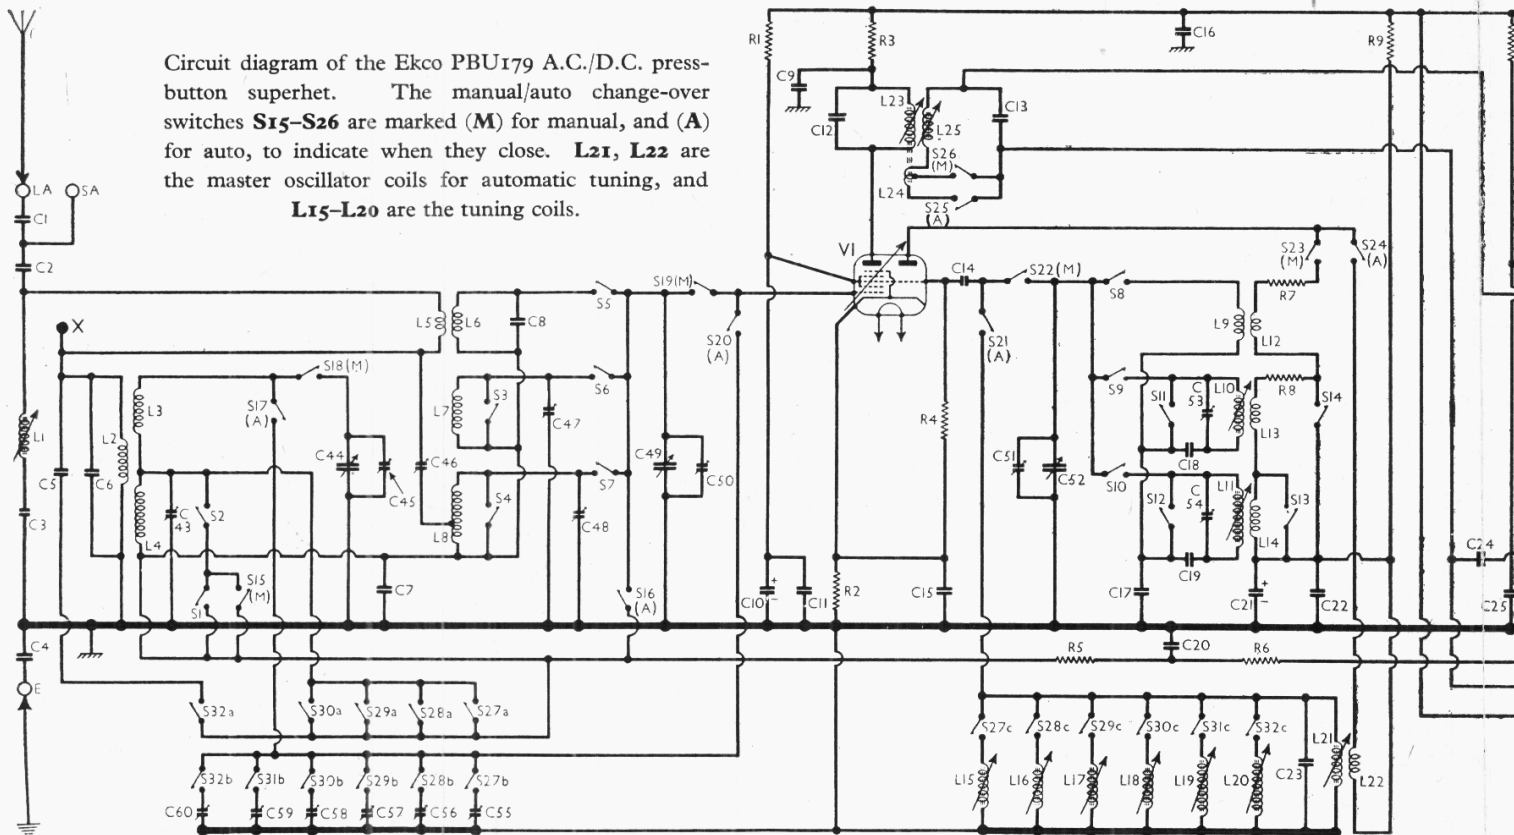 Circuit diagram of the Ekco PBU179 A.C./D.C. press-
button superhet. The manual/auto change-over
switches S15–S26 are marked (M) for manual, and (A)
for auto, to indicate when they close. L21, L22 are
the master oscillator coils for automatic tuning, and
L15–L20 are the tuning coils.
R1 R3 C16 R9
C9 L23 C13
C12 L25
S26 (M)
L24
S25 (A)
LA SA
C1
C2
V1 C14 S22(M) S23 (M) S24 (A)
S19(M) S5 S8 R7
X L5 L6 C8 S20 (A) S21 (A) L9 L12
S18(M) S6 S9 R8
L3 S17 (A) L7 S3 C47 R4 S11 C53 L10 S14
L1 L2 L13
C5 C6 C44 C45 C46 C49 C50 C51 C52 C18
S7 S10
C3 C43 S2 L8 S4 C48 S12 C54 L11 S13
L4 L14
C19 C24
S1 S15 (M) C7 S16 (A) C10 + − C11 R2 C15 C17 C21 + − C22 C25
C4 C20
R5 R6
E
S32a S30a S29a S28a S27a
S27c S28c S29c S30c S31c S32c
L21
S32b S31b S30b S29b S28b S27b
L15 L16 L17 L18 L19 L20 C23 L22
C60 C59 C58 C57 C56 C55